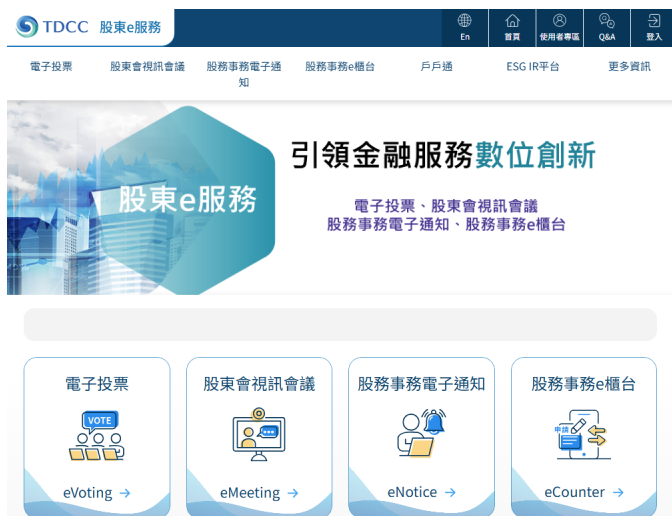 TDCC 股東e服務
En 首頁 使用者專區 Q&A 登入
電子投票 股東會視訊會議 股務事務電子通知 股務事務e櫃台 戶戶通 ESG IR平台 更多資訊
股東e服務
引領金融服務數位創新
電子投票、股東會視訊會議
股務事務電子通知、股務事務e櫃台
電子投票
VOTE
eVoting →
股東會視訊會議
eMeeting →
股務事務電子通知
eNotice →
股務事務e櫃台
申請
eCounter →